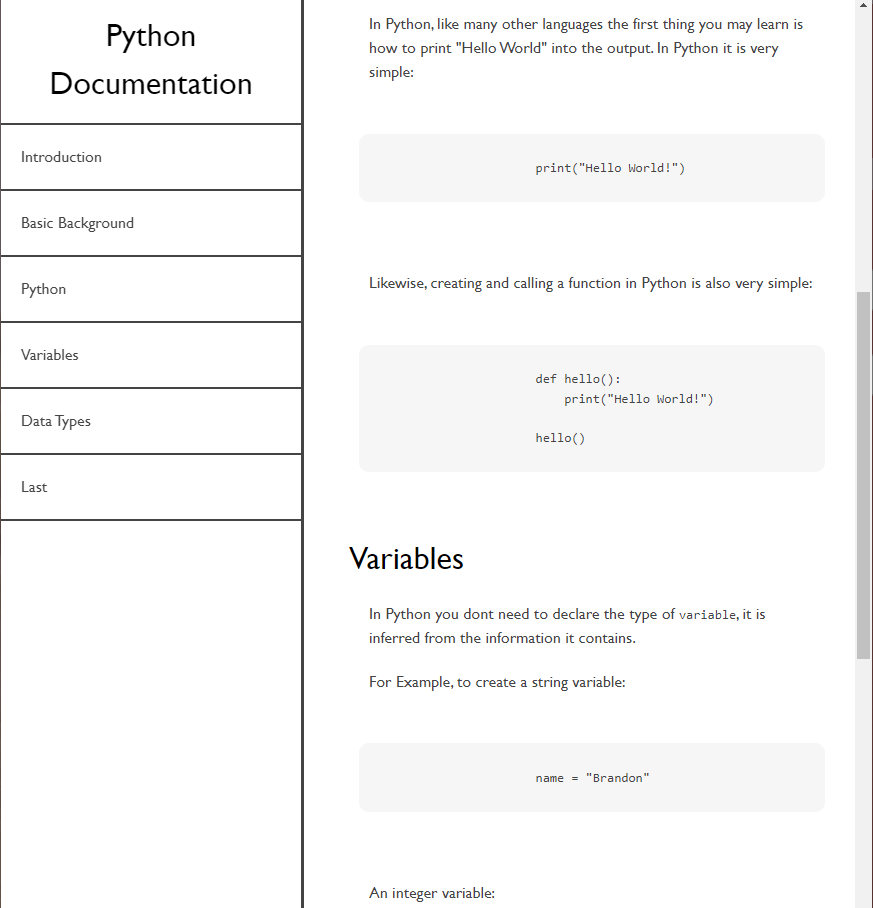 Python
Documentation
Introduction
Basic Background
Python
Variables
Data Types
Last
In Python, like many other languages the first thing you may learn is
how to print "Hello World" into the output. In Python it is very
simple:
print("Hello World!")
Likewise, creating and calling a function in Python is also very simple:
def hello():
    print("Hello World!")
hello()
Variables
In Python you dont need to declare the type of variable, it is
inferred from the information it contains.
For Example, to create a string variable:
name = "Brandon"
An integer variable: